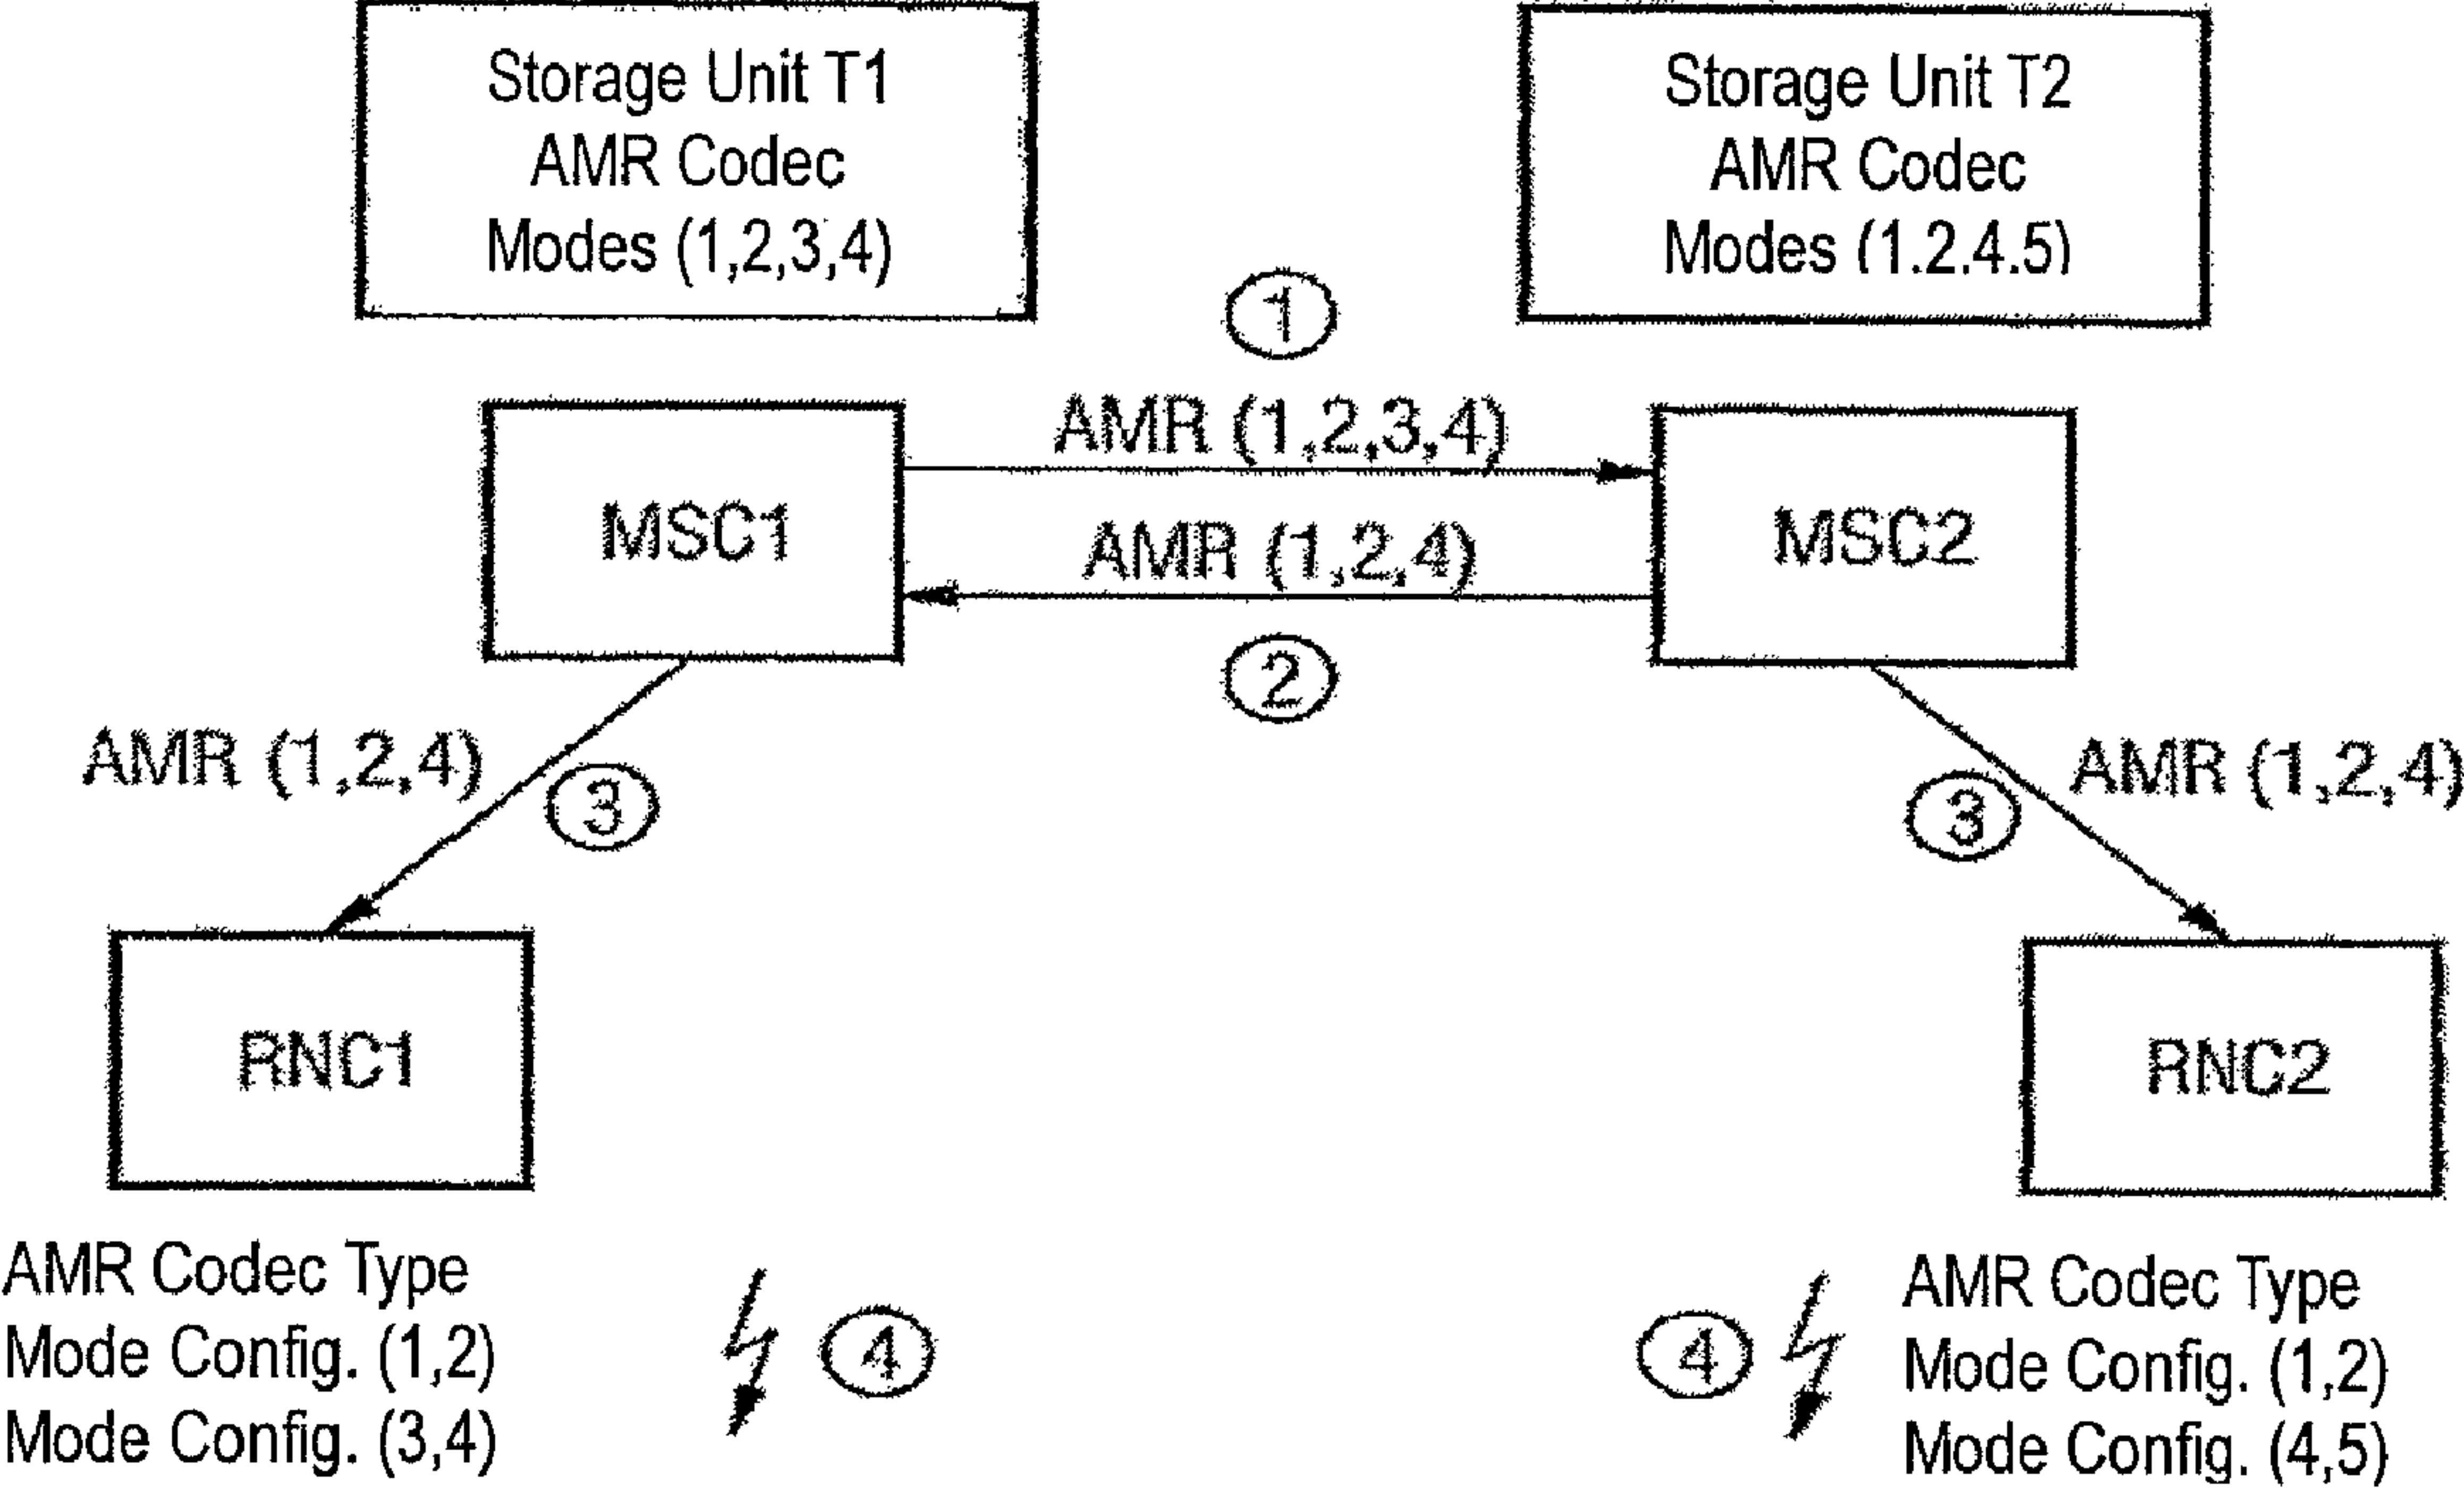 Storage Unit T1
AMR Codec
Modes (1,2,3,4)
Storage Unit T2
AMR Codec
Modes (1.2.4.5)
1
AMR (1,2,3,4)
MSC1
MSC2
AMR (1,2,4)
2
AMR (1,2,4)
3
3
AMR (1,2,4)
RNC1
RNC2
AMR Codec Type
Mode Config. (1,2)
Mode Config. (3,4)
4
4
AMR Codec Type
Mode Config. (1,2)
Mode Config. (4,5)